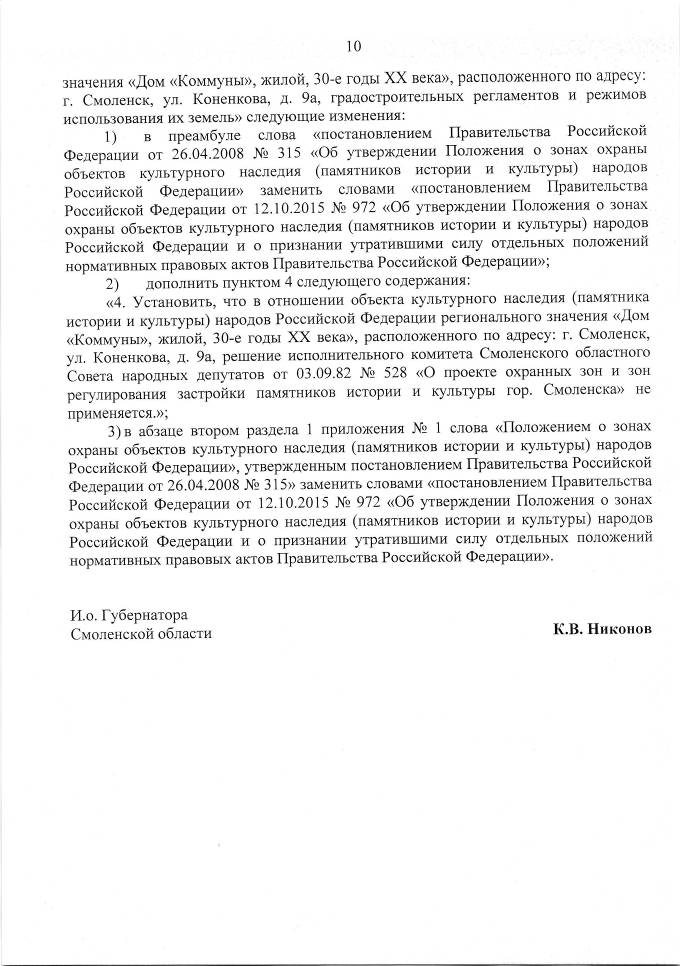 10
значения «Дом «Коммуны», жилой, 30-е годы XX века», расположенного по адресу:
г. Смоленск, ул. Коненкова, д. 9а, градостроительных регламентов и режимов
использования их земель» следующие изменения:
1) в преамбуле слова «постановлением Правительства Российской
Федерации от 26.04.2008 № 315 «Об утверждении Положения о зонах охраны
объектов культурного наследия (памятников истории и культуры) народов
Российской Федерации» заменить словами «постановлением Правительства
Российской Федерации от 12.10.2015 № 972 «Об утверждении Положения о зонах
охраны объектов культурного наследия (памятников истории и культуры) народов
Российской Федерации и о признании утратившими силу отдельных положений
нормативных правовых актов Правительства Российской Федерации»;
2) дополнить пунктом 4 следующего содержания:
«4. Установить, что в отношении объекта культурного наследия (памятника
истории и культуры) народов Российской Федерации регионального значения «Дом
«Коммуны», жилой, 30-е годы XX века», расположенного по адресу: г. Смоленск,
ул. Коненкова, д. 9а, решение исполнительного комитета Смоленского областного
Совета народных депутатов от 03.09.82 № 528 «О проекте охранных зон и зон
регулирования застройки памятников истории и культуры гор. Смоленска» не
применяется.»;
3) в абзаце втором раздела 1 приложения № 1 слова «Положением о зонах
охраны объектов культурного наследия (памятников истории и культуры) народов
Российской Федерации», утвержденным постановлением Правительства Российской
Федерации от 26.04.2008 № 315» заменить словами «постановлением Правительства
Российской Федерации от 12.10.2015 № 972 «Об утверждении Положения о зонах
охраны объектов культурного наследия (памятников истории и культуры) народов
Российской Федерации и о признании утратившими силу отдельных положений
нормативных правовых актов Правительства Российской Федерации».
И.о. Губернатора
Смоленской области
К.В. Никонов